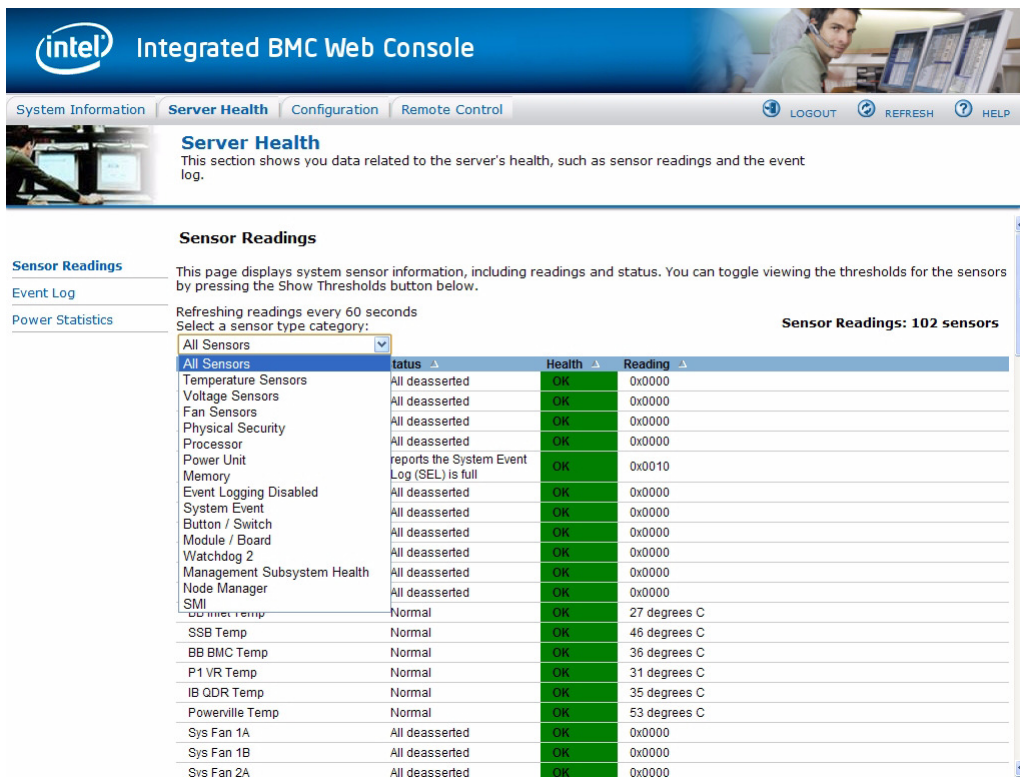 intel Integrated BMC Web Console
System Information Server Health Configuration Remote Control LOGOUT REFRESH HELP
Server Health
This section shows you data related to the server's health, such as sensor readings and the event
log.
Sensor Readings
Event Log
Power Statistics
Sensor Readings
This page displays system sensor information, including readings and status. You can toggle viewing the thresholds for the sensors
by pressing the Show Thresholds button below.
Refreshing readings every 60 seconds
Select a sensor type category:
Sensor Readings: 102 sensors
All Sensors
All Sensors
Temperature Sensors
Voltage Sensors
Fan Sensors
Physical Security
Processor
Power Unit
Memory
Event Logging Disabled
System Event
Button / Switch
Module / Board
Watchdog 2
Management Subsystem Health
Node Manager
SMI
tatus Health Reading
All deasserted OK 0x0000
All deasserted OK 0x0000
All deasserted OK 0x0000
All deasserted OK 0x0000
reports the System Event
Log (SEL) is full OK 0x0010
All deasserted OK 0x0000
All deasserted OK 0x0000
All deasserted OK 0x0000
All deasserted OK 0x0000
All deasserted OK 0x0000
All deasserted OK 0x0000
BB Inlet Temp Normal OK 27 degrees C
SSB Temp Normal OK 46 degrees C
BB BMC Temp Normal OK 36 degrees C
P1 VR Temp Normal OK 31 degrees C
IB QDR Temp Normal OK 35 degrees C
Powerville Temp Normal OK 53 degrees C
Sys Fan 1A All deasserted OK 0x0000
Sys Fan 1B All deasserted OK 0x0000
Sys Fan 2A All deasserted OK 0x0000